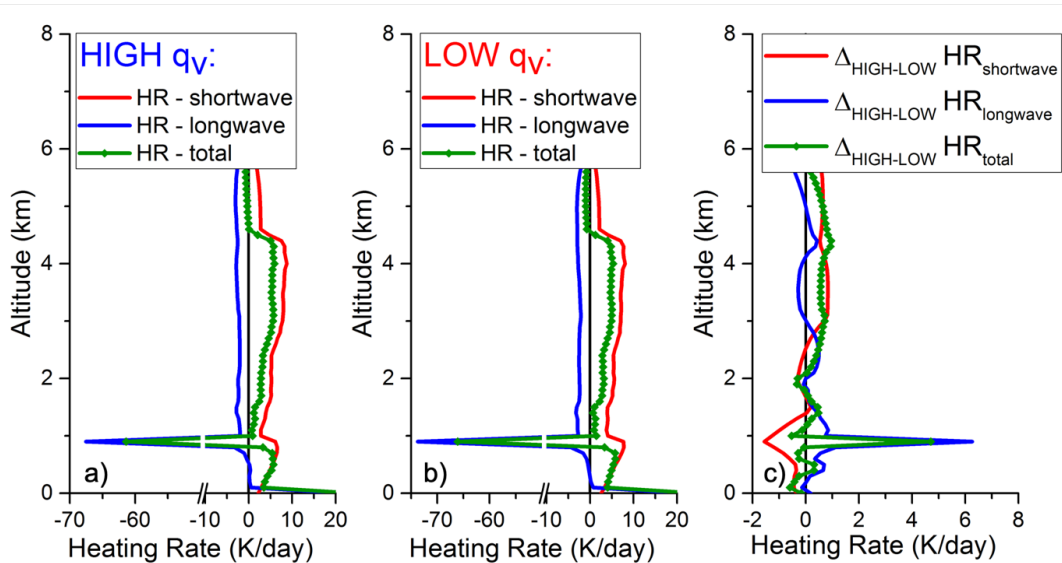 HIGH qv:
HR - shortwave
HR - longwave
HR - total
8
6
4
2
0
Altitude (km)
a)
-70
-60
-10
0
10
20
Heating Rate (K/day)
LOW qv:
HR - shortwave
HR - longwave
HR - total
8
6
4
2
0
Altitude (km)
b)
-70
-60
-10
0
10
20
Heating Rate (K/day)
ΔHIGH-LOW HRshortwave
ΔHIGH-LOW HRlongwave
ΔHIGH-LOW HRtotal
8
6
4
2
0
Altitude (km)
c)
-2
0
2
4
6
8
Heating Rate (K/day)